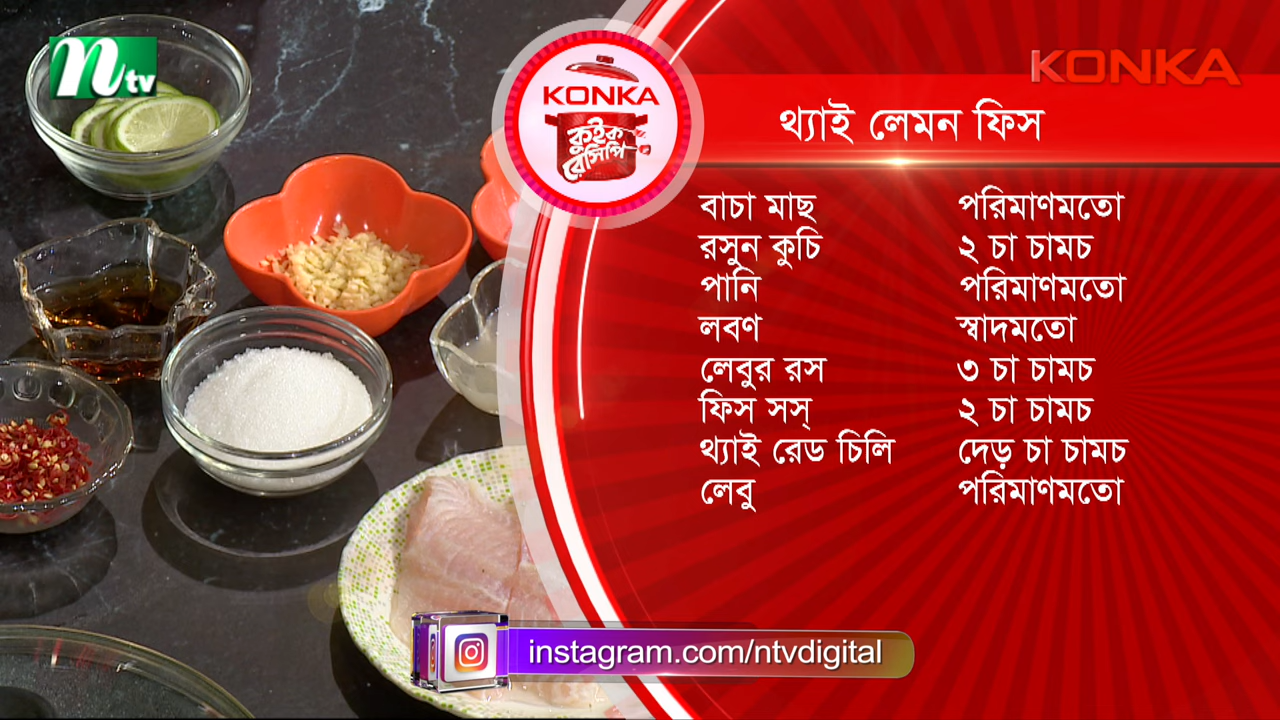 ntv
KONKA
KONKA
কুইক
রেসিপি
থ্যাই লেমন ফিস
বাচা মাছ পরিমাণমতো
রসুন কুচি ২ চা চামচ
পানি পরিমাণমতো
লবণ স্বাদমতো
লেবুর রস ৩ চা চামচ
ফিস সস্ ২ চা চামচ
থ্যাই রেড চিলি দেড় চা চামচ
লেবু পরিমাণমতো
instagram.com/ntvdigital